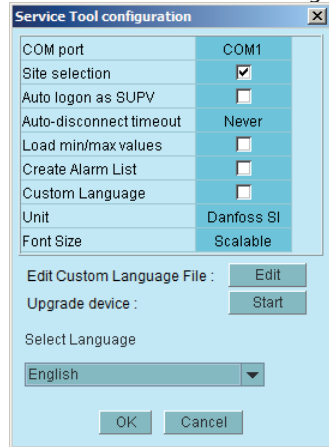 Service Tool configuration
COM port COM1
Site selection
Auto logon as SUPV
Auto-disconnect timeout Never
Load min/max values
Create Alarm List
Custom Language
Unit Danfoss SI
Font Size Scalable
Edit Custom Language File : Edit
Upgrade device : Start
Select Language
English
OK Cancel